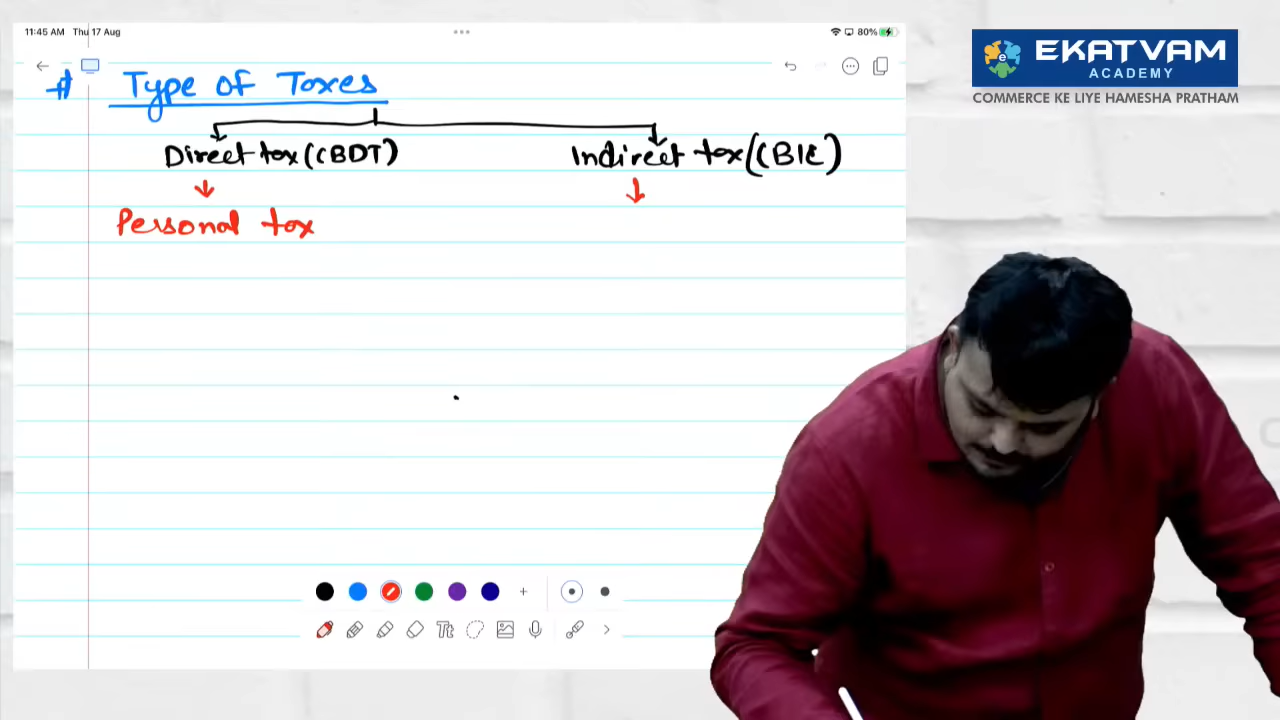 11:45 AM Thu 17 Aug
80%
EKATVAM
ACADEMY
COMMERCE KE LIYE HAMESHA PRATHAM
# Type of Taxes
Direct tax (CBDT)
Indirect tax (CBIC)
Personal tax
Tt